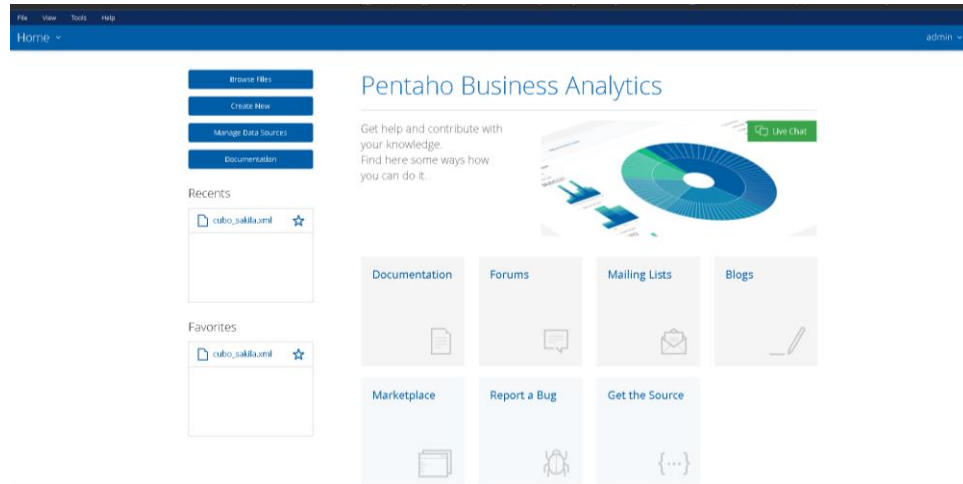 File View Tools Help
Home
admin
Browse Files
Create New
Manage Data Sources
Documentation
Recents
cubo_sakila.xml
Favorites
cubo_sakila.xml
Pentaho Business Analytics
Get help and contribute with
your knowledge.
Find here some ways how
you can do it.
Live Chat
Documentation
Forums
Mailing Lists
Blogs
Marketplace
Report a Bug
Get the Source
{...}